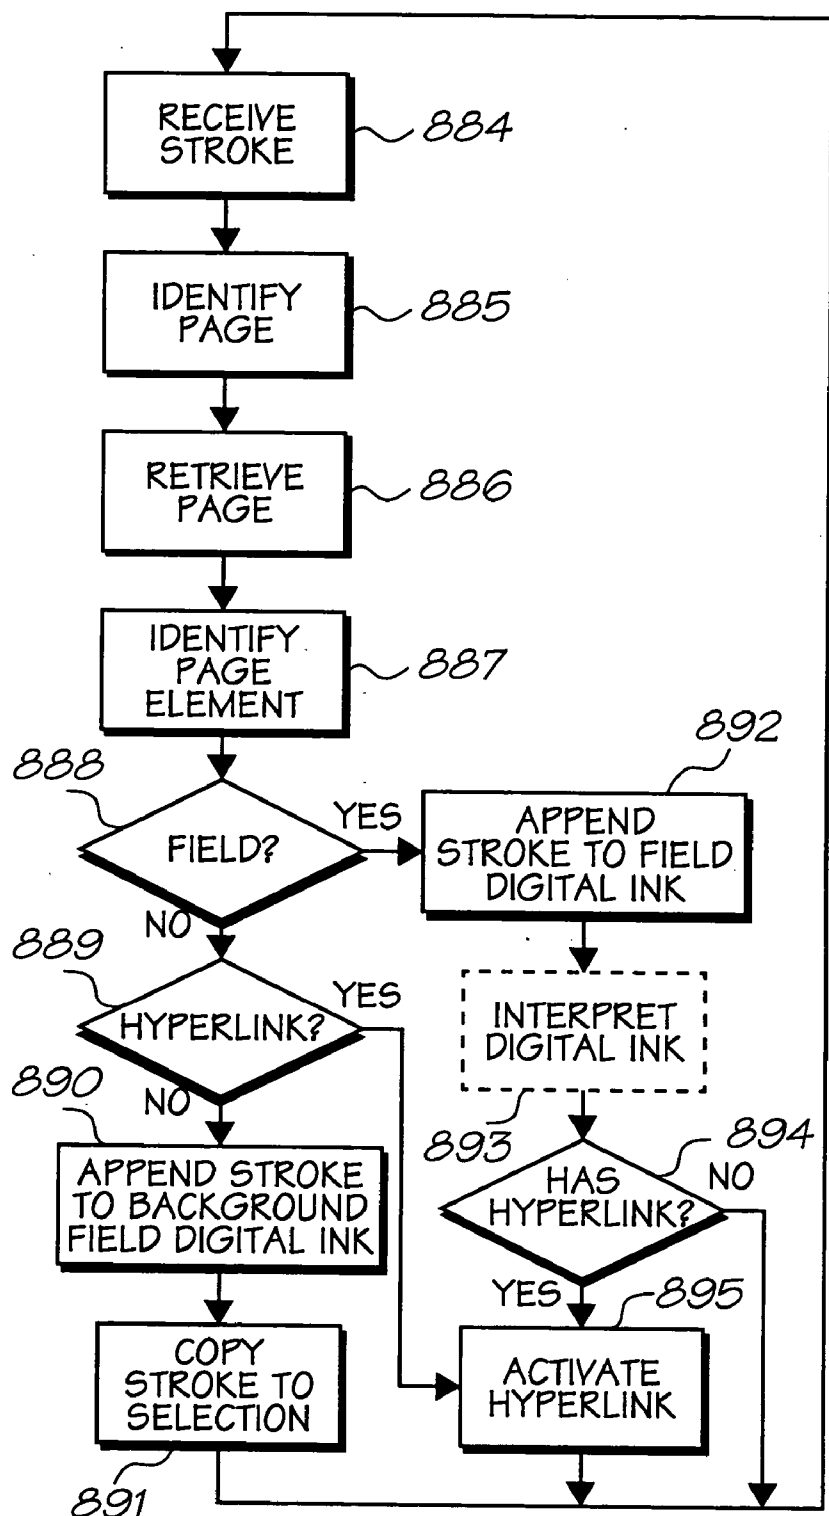 RECEIVE
STROKE
884
IDENTIFY
PAGE
885
RETRIEVE
PAGE
886
IDENTIFY
PAGE
ELEMENT
887
888
FIELD?
YES
NO
892
APPEND
STROKE TO FIELD
DIGITAL INK
889
HYPERLINK?
YES
NO
INTERPRET
DIGITAL INK
893
890
APPEND STROKE
TO BACKGROUND
FIELD DIGITAL INK
894
HAS
HYPERLINK?
NO
YES
895
COPY
STROKE TO
SELECTION
891
ACTIVATE
HYPERLINK